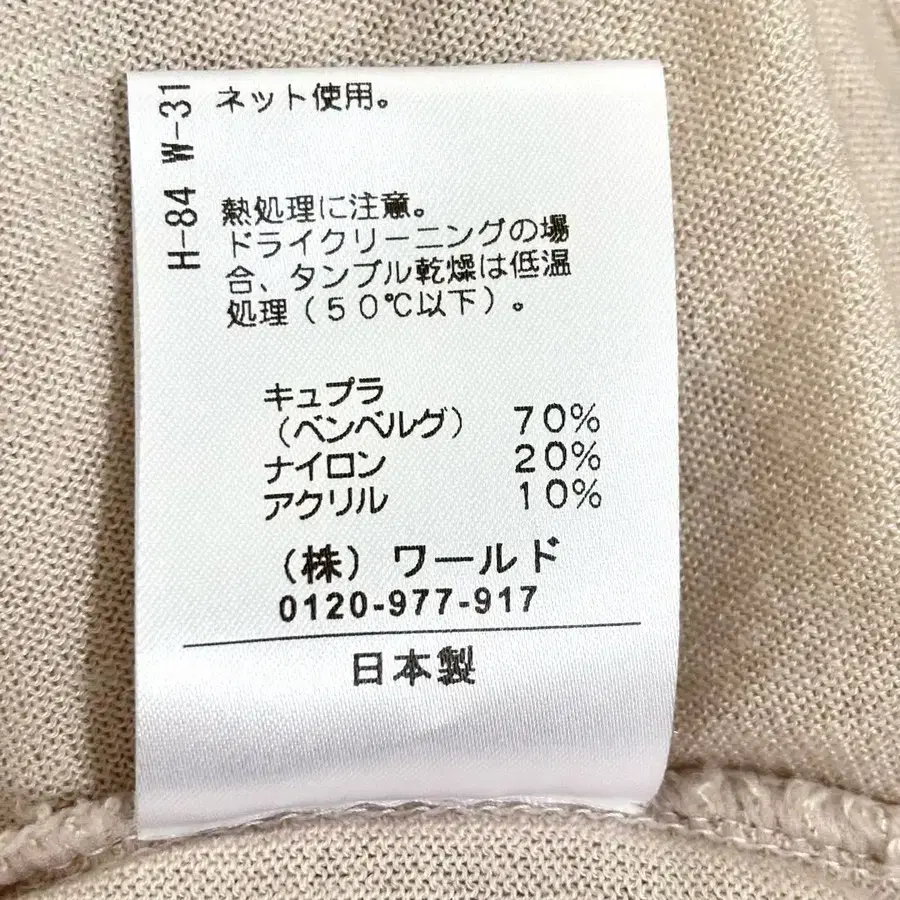 H-84 W-31
ネット使用。
熱処理に注意。
ドライクリーニングの場
合、タンブル乾燥は低温
処理(50℃以下)。
キュプラ
(ベンベルグ) 70%
ナイロン 20%
アクリル 10%
(株) ワールド
0120-977-917
日本製